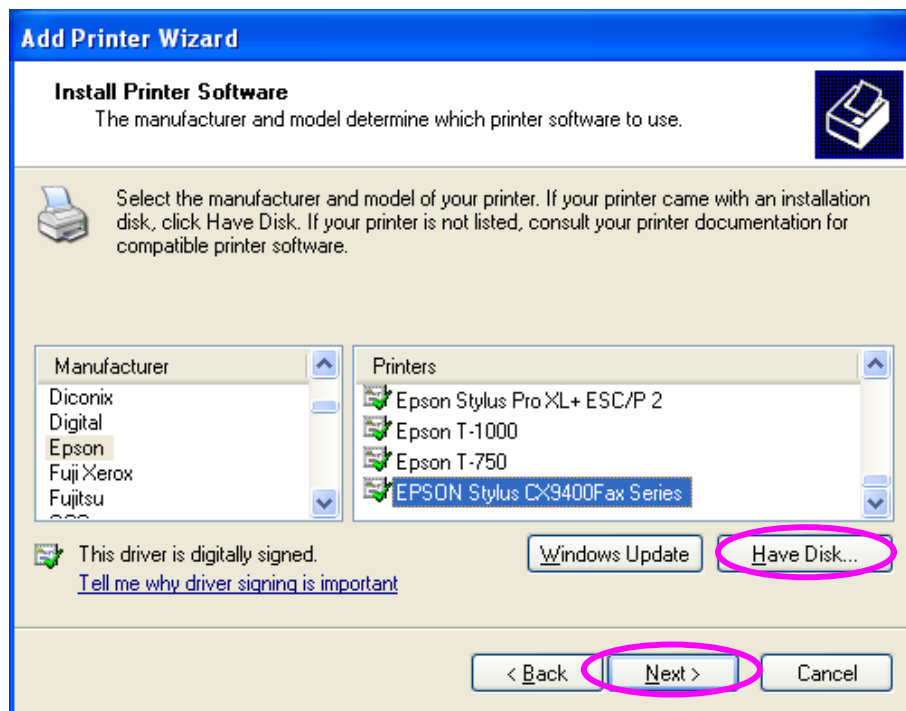 Add Printer Wizard
Install Printer Software
The manufacturer and model determine which printer software to use.
Select the manufacturer and model of your printer. If your printer came with an installation
disk, click Have Disk. If your printer is not listed, consult your printer documentation for
compatible printer software.
Manufacturer
Diconix
Digital
Epson
Fuji Xerox
Fujitsu
Printers
Epson Stylus Pro XL+ ESC/P 2
Epson T-1000
Epson T-750
EPSON Stylus CX9400Fax Series
This driver is digitally signed.
Tell me why driver signing is important
Windows Update
Have Disk...
< Back
Next >
Cancel